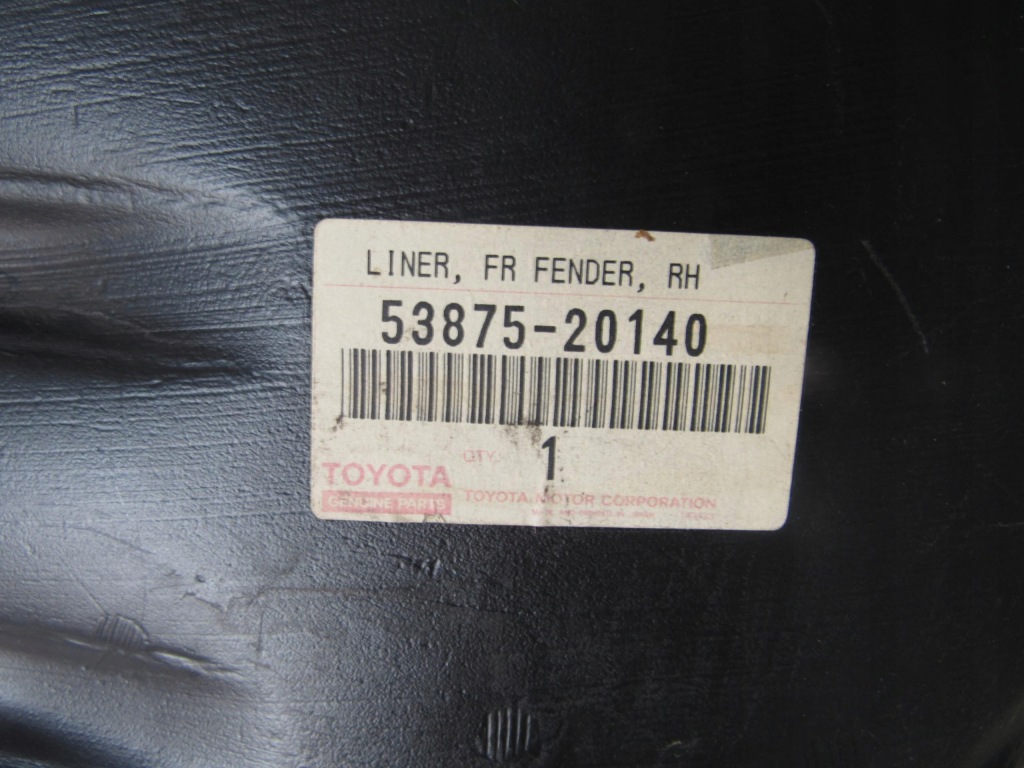 LINER, FR FENDER, RH
53875-20140
QTY. 1
TOYOTA
GENUINE PARTS
TOYOTA MOTOR CORPORATION